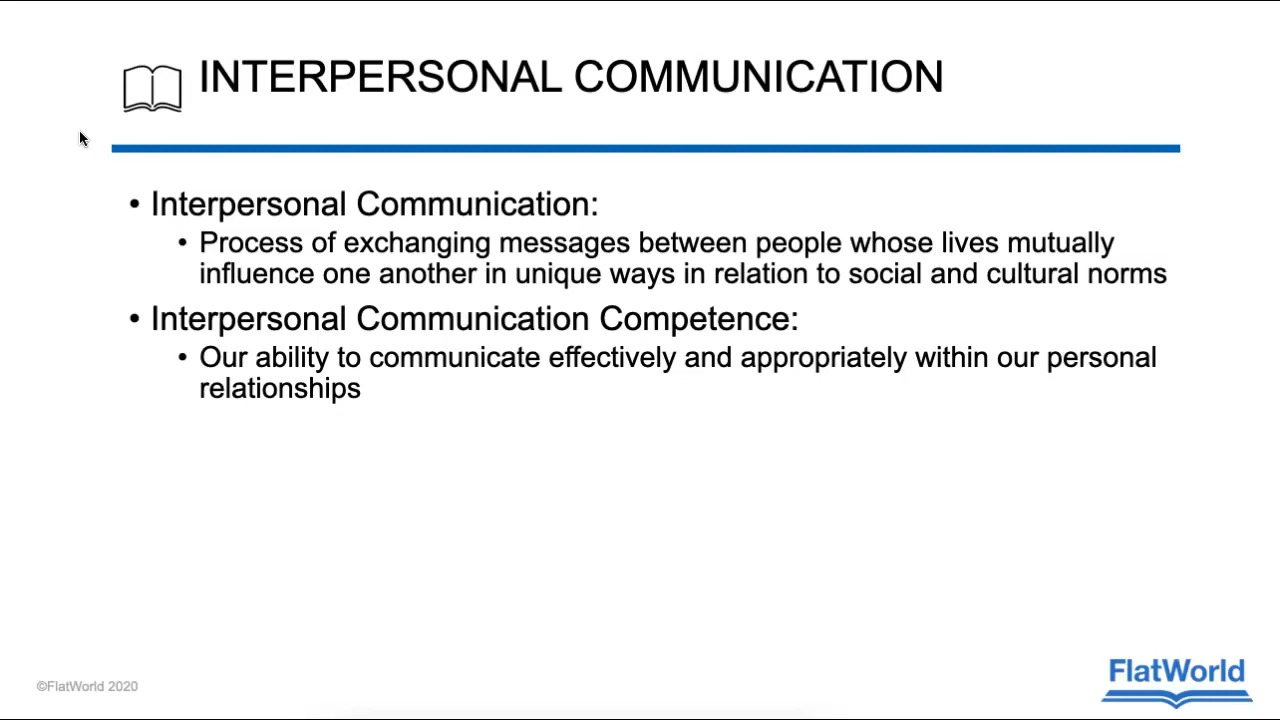 INTERPERSONAL COMMUNICATION
• Interpersonal Communication:
• Process of exchanging messages between people whose lives mutually
influence one another in unique ways in relation to social and cultural norms
• Interpersonal Communication Competence:
• Our ability to communicate effectively and appropriately within our personal
relationships
©FlatWorld 2020
FlatWorld